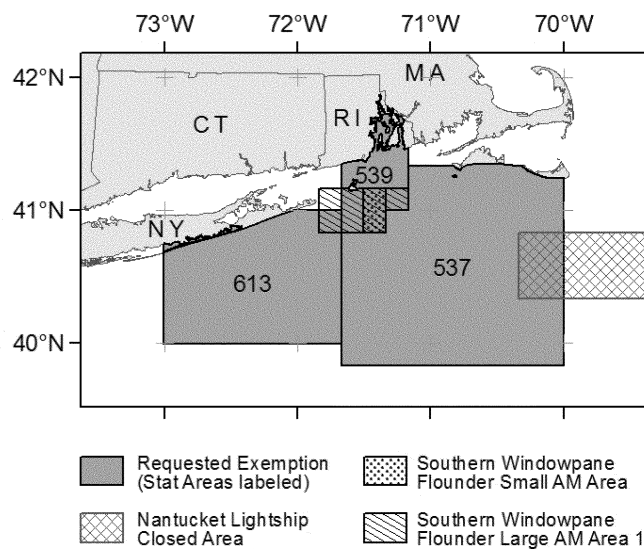 73°W 72°W 71°W 70°W
42°N
MA
CT
RI
539
41°N
NY
537
613
40°N
Requested Exemption
(Stat Areas labeled)
Southern Windowpane
Flounder Small AM Area
Nantucket Lightship
Closed Area
Southern Windowpane
Flounder Large AM Area 1